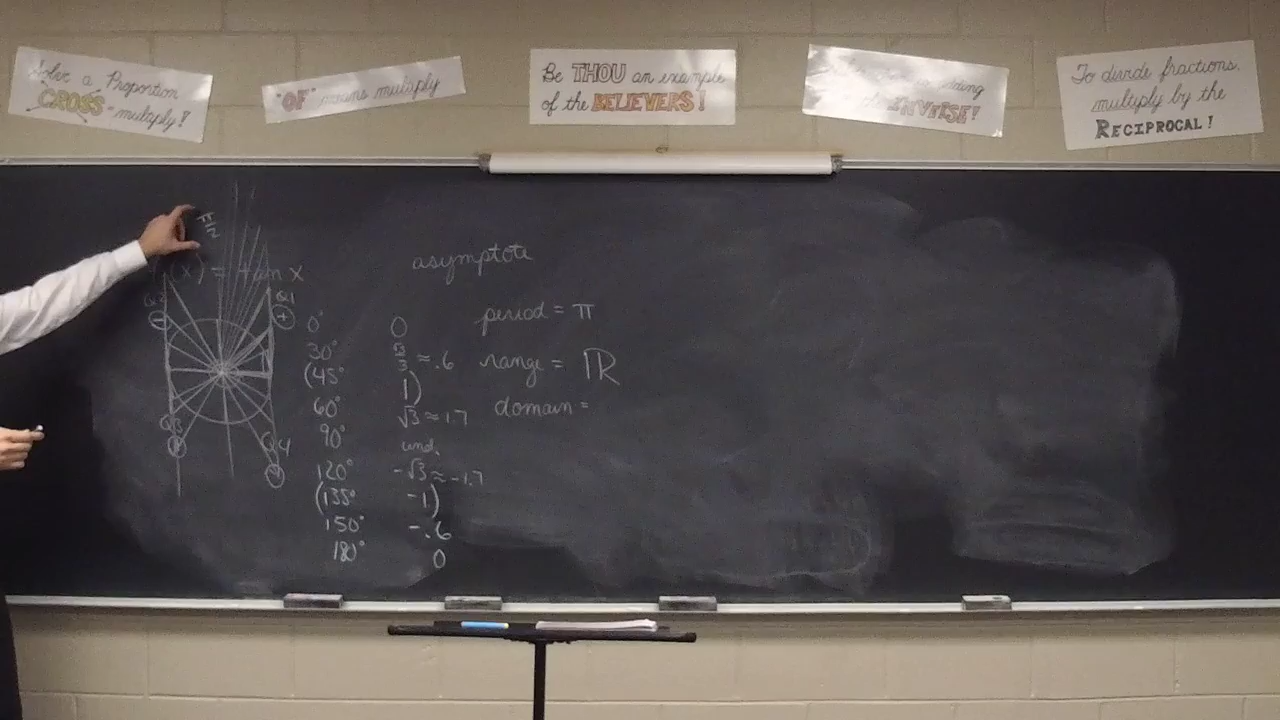 Solve a Proportion
"CROSS" multiply!
"OF" means multiply
Be THOU an example
of the BELIEVERS!
INVERSE!
To divide fractions,
multiply by the
RECIPROCAL!
π/2
(x) = tan x
Q2
Q1
−
+
Q3
Q4
0° 0
30° √3/3 ≈ .6
(45° 1)
60° √3 ≈ 1.7
90° und.
120° -√3 ≈ -1.7
(135° -1)
150° -.6
180° 0
asymptote
period = π
range = ℝ
domain =